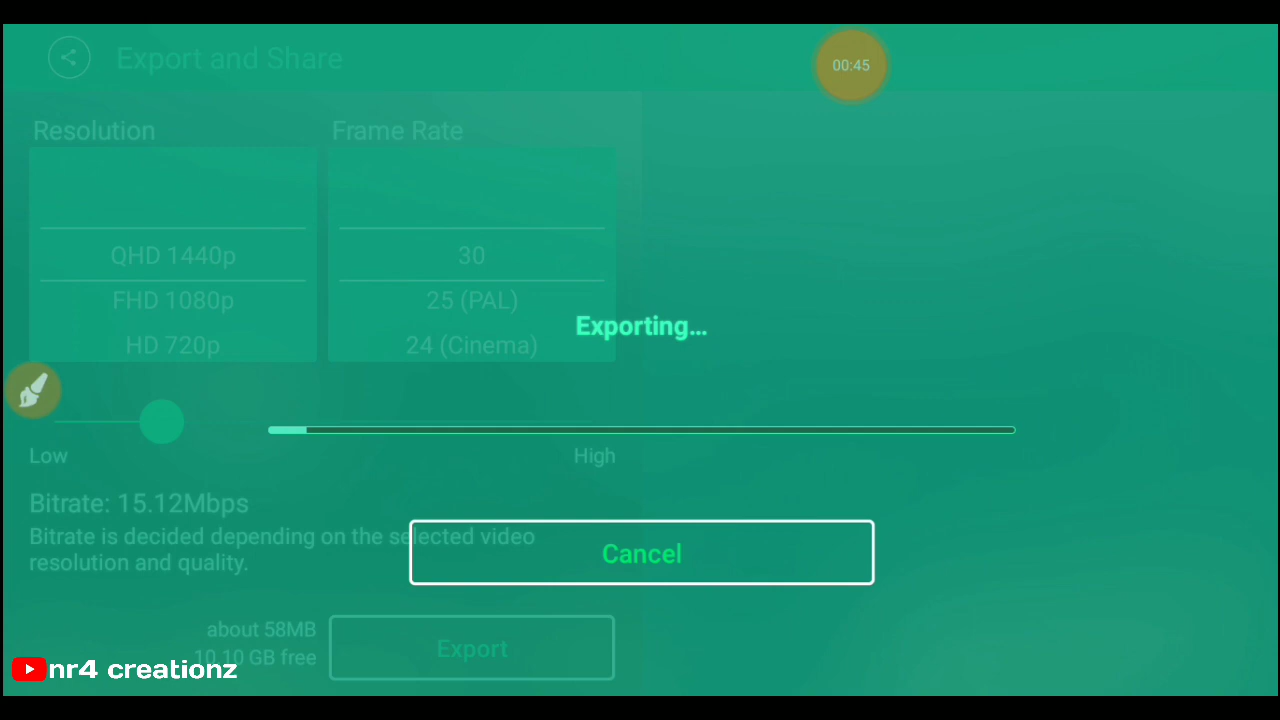 Export and Share
00:45
Resolution
Frame Rate
QHD 1440p
30
FHD 1080p
25 (PAL)
HD 720p
24 (Cinema)
Exporting...
Low
High
Bitrate: 15.12Mbps
Bitrate is decided depending on the selected video
resolution and quality.
Cancel
about 58MB
10.10 GB free
Export
nr4 creationz